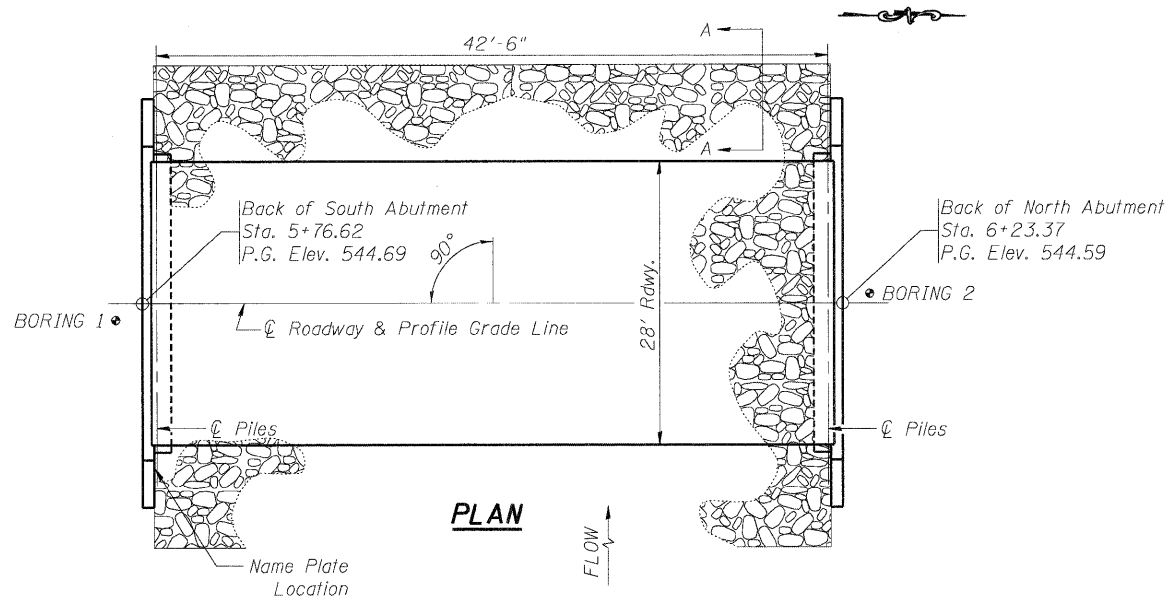 A
42'-6"
A
Back of South Abutment
Sta. 5+76.62
P.G. Elev. 544.69
90°
Back of North Abutment
Sta. 6+23.37
P.G. Elev. 544.59
BORING 1
BORING 2
℄ Roadway & Profile Grade Line
28' Rdwy.
℄ Piles
℄ Piles
PLAN
FLOW
Name Plate
Location